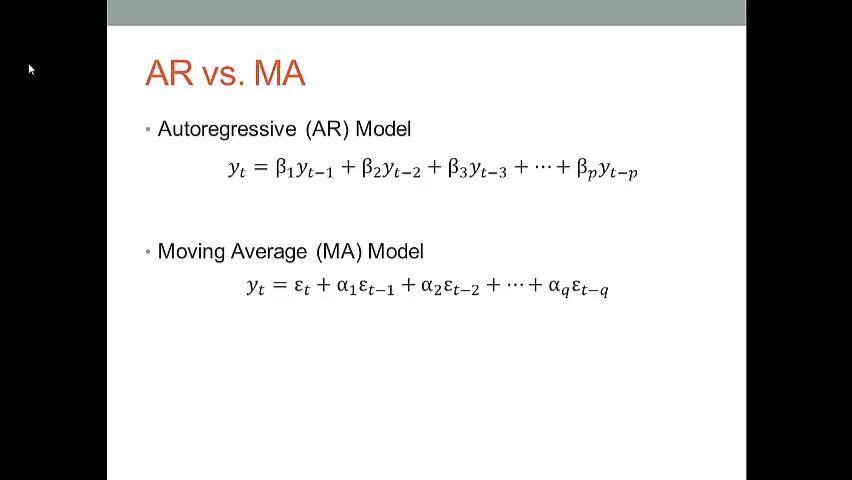 AR vs. MA
• Autoregressive (AR) Model
𝑦ₜ = β₁𝑦ₜ₋₁ + β₂𝑦ₜ₋₂ + β₃𝑦ₜ₋₃ + ⋯ + βₚ𝑦ₜ₋ₚ
• Moving Average (MA) Model
𝑦ₜ = εₜ + α₁εₜ₋₁ + α₂εₜ₋₂ + ⋯ + α_qεₜ₋_q